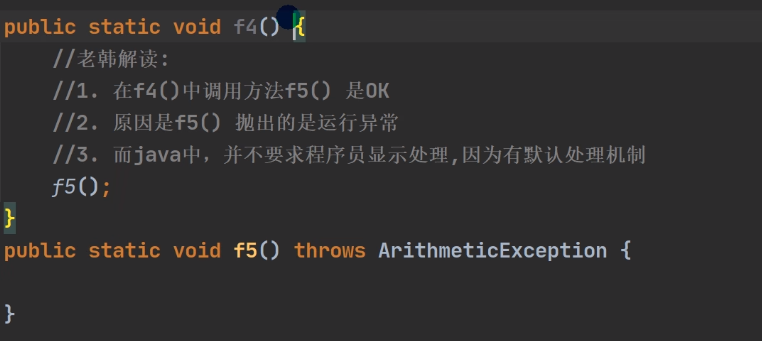 public static void f4() {
//老韩解读:
//1. 在f4()中调用方法f5() 是OK
//2. 原因是f5() 抛出的是运行异常
//3. 而java中，并不要求程序员显示处理,因为有默认处理机制
f5();
}
public static void f5() throws ArithmeticException {
}